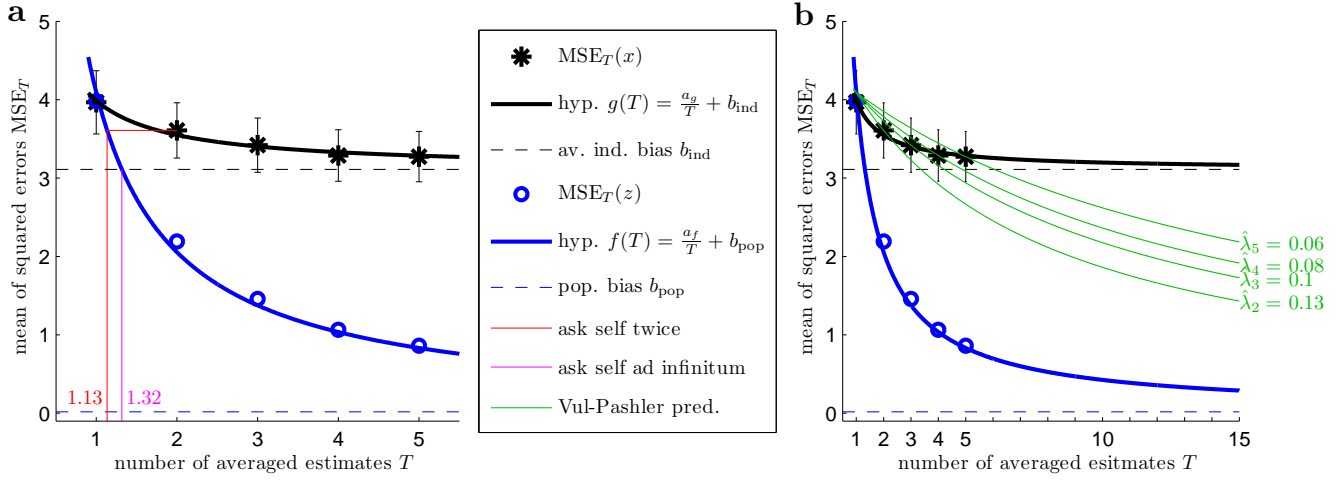 a
mean of squared errors MSE_T
5
4
3
2
1
0
1.13
1.32
1 2 3 4 5
number of averaged estimates T
MSE_T(x)
hyp. g(T) = a_g/T + b_ind
av. ind. bias b_ind
MSE_T(z)
hyp. f(T) = a_f/T + b_pop
pop. bias b_pop
ask self twice
ask self ad infinitum
Vul-Pashler pred.
b
mean of squared errors MSE_T
5
4
3
2
1
0
λ̂_5 = 0.06
λ̂_4 = 0.08
λ̂_3 = 0.1
λ̂_2 = 0.13
1 2 3 4 5 10 15
number of averaged esitmates T